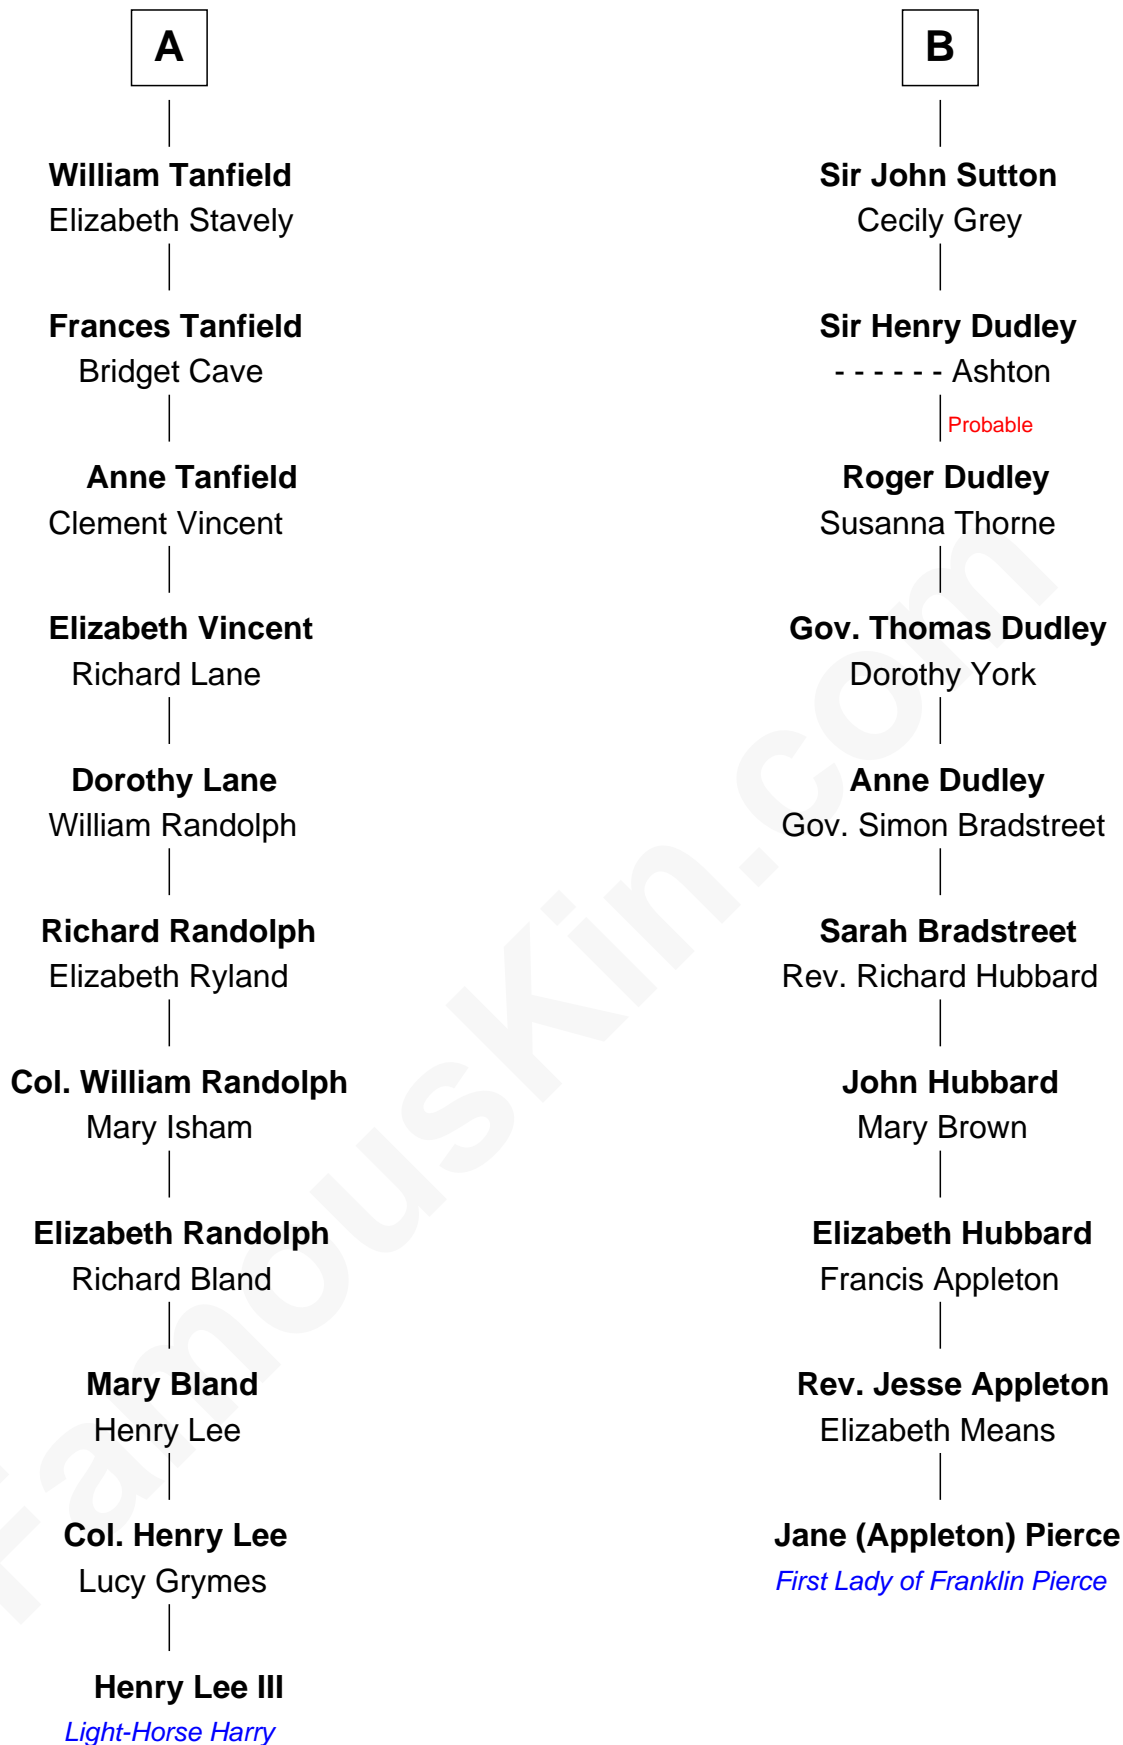 A
William Tanfield
Elizabeth Stavely
Frances Tanfield
Bridget Cave
Anne Tanfield
Clement Vincent
Elizabeth Vincent
Richard Lane
Dorothy Lane
William Randolph
Richard Randolph
Elizabeth Ryland
Col. William Randolph
Mary Isham
Elizabeth Randolph
Richard Bland
Mary Bland
Henry Lee
Col. Henry Lee
Lucy Grymes
Henry Lee III
Light-Horse Harry
B
Sir John Sutton
Cecily Grey
Sir Henry Dudley
- - - - - - Ashton
Probable
Roger Dudley
Susanna Thorne
Gov. Thomas Dudley
Dorothy York
Anne Dudley
Gov. Simon Bradstreet
Sarah Bradstreet
Rev. Richard Hubbard
John Hubbard
Mary Brown
Elizabeth Hubbard
Francis Appleton
Rev. Jesse Appleton
Elizabeth Means
Jane (Appleton) Pierce
First Lady of Franklin Pierce
FamousKin.com